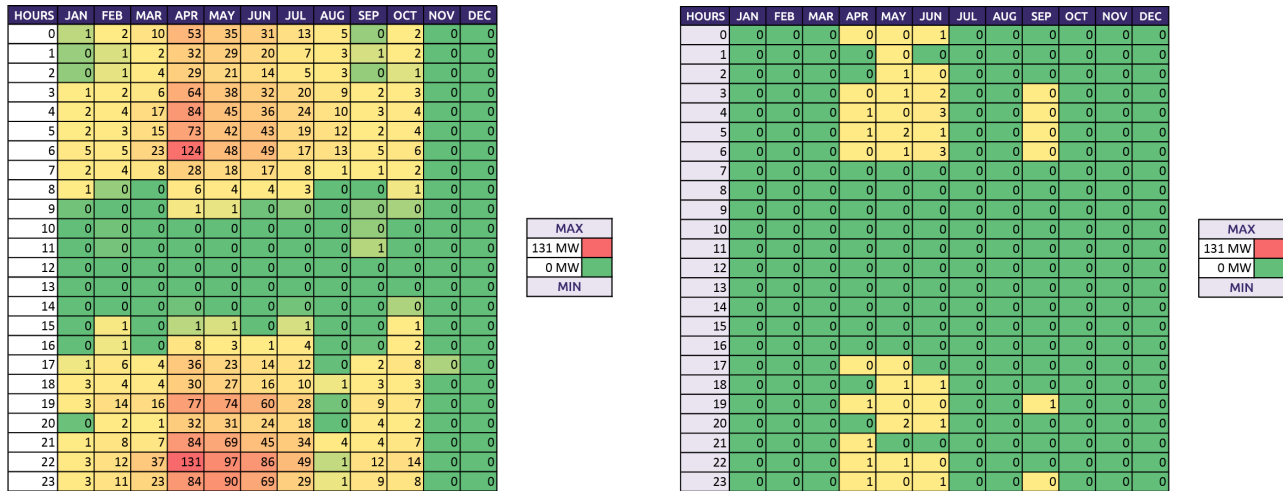 HOURS JAN FEB MAR APR MAY JUN JUL AUG SEP OCT NOV DEC
0 1 2 10 53 35 31 13 5 0 2 0 0
1 0 1 2 32 29 20 7 3 1 2 0 0
2 0 1 4 29 21 14 5 3 0 1 0 0
3 1 2 6 64 38 32 20 9 2 3 0 0
4 2 4 17 84 45 36 24 10 3 4 0 0
5 2 3 15 73 42 43 19 12 2 4 0 0
6 5 5 23 124 48 49 17 13 5 6 0 0
7 2 4 8 28 18 17 8 1 1 2 0 0
8 1 0 0 6 4 4 3 0 0 1 0 0
9 0 0 0 1 1 0 0 0 0 0 0 0
10 0 0 0 0 0 0 0 0 0 0 0 0
11 0 0 0 0 0 0 0 0 1 0 0 0
12 0 0 0 0 0 0 0 0 0 0 0 0
13 0 0 0 0 0 0 0 0 0 0 0 0
14 0 0 0 0 0 0 0 0 0 0 0 0
15 0 1 0 1 1 0 1 0 0 1 0 0
16 0 1 0 8 3 1 4 0 0 2 0 0
17 1 6 4 36 23 14 12 0 2 8 0 0
18 3 4 4 30 27 16 10 1 3 3 0 0
19 3 14 16 77 74 60 28 0 9 7 0 0
20 0 2 1 32 31 24 18 0 4 2 0 0
21 1 8 7 84 69 45 34 4 4 7 0 0
22 3 12 37 131 97 86 49 1 12 14 0 0
23 3 11 23 84 90 69 29 1 9 8 0 0
MAX
131 MW
0 MW
MIN
HOURS JAN FEB MAR APR MAY JUN JUL AUG SEP OCT NOV DEC
0 0 0 0 0 0 1 0 0 0 0 0 0
1 0 0 0 0 0 0 0 0 0 0 0 0
2 0 0 0 0 1 0 0 0 0 0 0 0
3 0 0 0 0 1 2 0 0 0 0 0 0
4 0 0 0 1 0 3 0 0 0 0 0 0
5 0 0 0 1 2 1 0 0 0 0 0 0
6 0 0 0 0 1 3 0 0 0 0 0 0
7 0 0 0 0 0 0 0 0 0 0 0 0
8 0 0 0 0 0 0 0 0 0 0 0 0
9 0 0 0 0 0 0 0 0 0 0 0 0
10 0 0 0 0 0 0 0 0 0 0 0 0
11 0 0 0 0 0 0 0 0 0 0 0 0
12 0 0 0 0 0 0 0 0 0 0 0 0
13 0 0 0 0 0 0 0 0 0 0 0 0
14 0 0 0 0 0 0 0 0 0 0 0 0
15 0 0 0 0 0 0 0 0 0 0 0 0
16 0 0 0 0 0 0 0 0 0 0 0 0
17 0 0 0 0 0 0 0 0 0 0 0 0
18 0 0 0 0 1 1 0 0 0 0 0 0
19 0 0 0 1 0 0 0 0 1 0 0 0
20 0 0 0 0 2 1 0 0 0 0 0 0
21 0 0 0 1 0 0 0 0 0 0 0 0
22 0 0 0 1 1 0 0 0 0 0 0 0
23 0 0 0 1 0 1 0 0 0 0 0 0
MAX
131 MW
0 MW
MIN